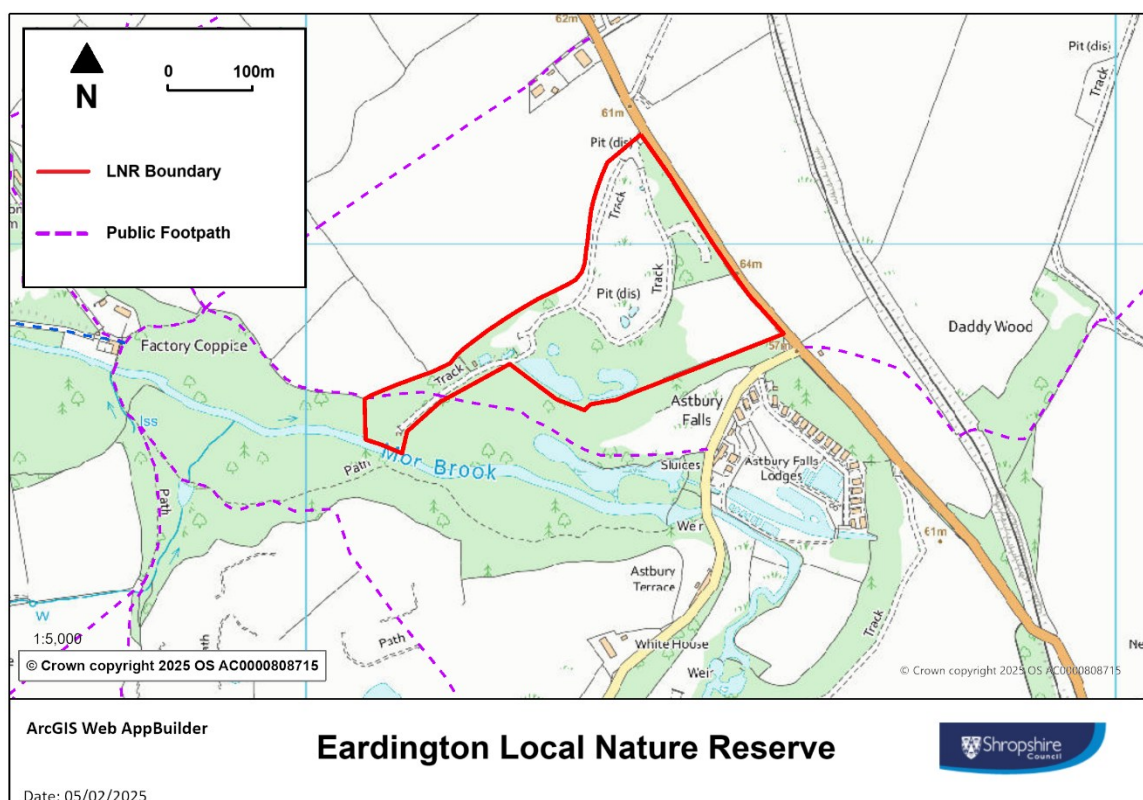 62m
0
100m
N
LNR Boundary
Public Footpath
Pit (dis)
61m
Pit (dis)
Track
Track
64m
Pit (dis)
Track
Daddy Wood
Factory Coppice
57m
Astbury
Falls
Iss
Mor Brook
Path
Sluices
Astbury Falls
Lodges
Path
Weir
61m
Astbury
Terrace
Track
W
Path
Path
White House
Weir
Ne
1:5,000
© Crown copyright 2025 OS AC0000808715
© Crown copyright 2025 OS AC0000808715
ArcGIS Web AppBuilder
Eardington Local Nature Reserve
Shropshire
Council
Date: 05/02/2025